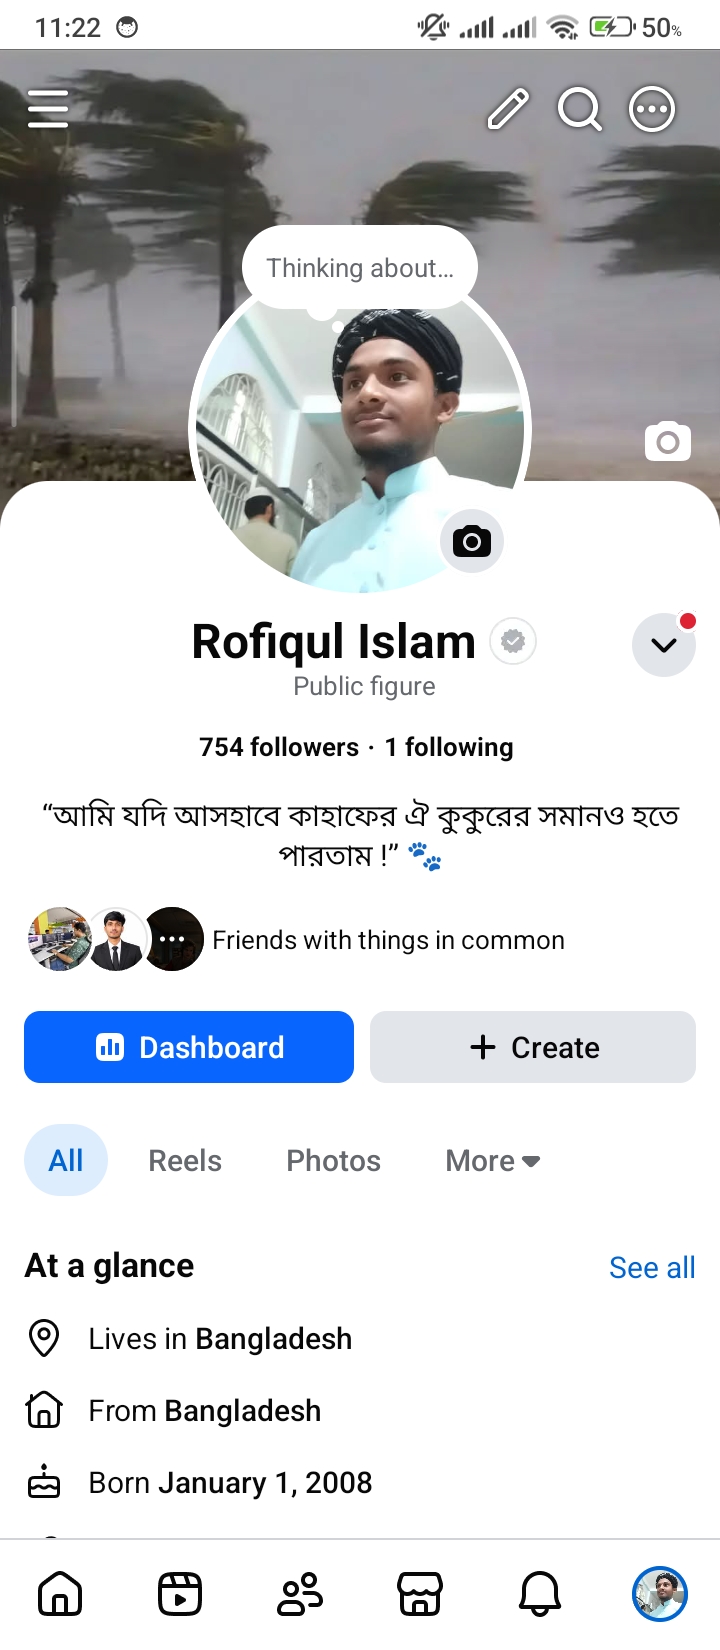 11:22
50%
Thinking about...
Rofiqul Islam
Public figure
754 followers · 1 following
“আমি যদি আসহাবে কাহাফের ঐ কুকুরের সমানও হতে
পারতাম !” 🐾
Friends with things in common
Dashboard
Create
All Reels Photos More
At a glance
See all
Lives in Bangladesh
From Bangladesh
Born January 1, 2008